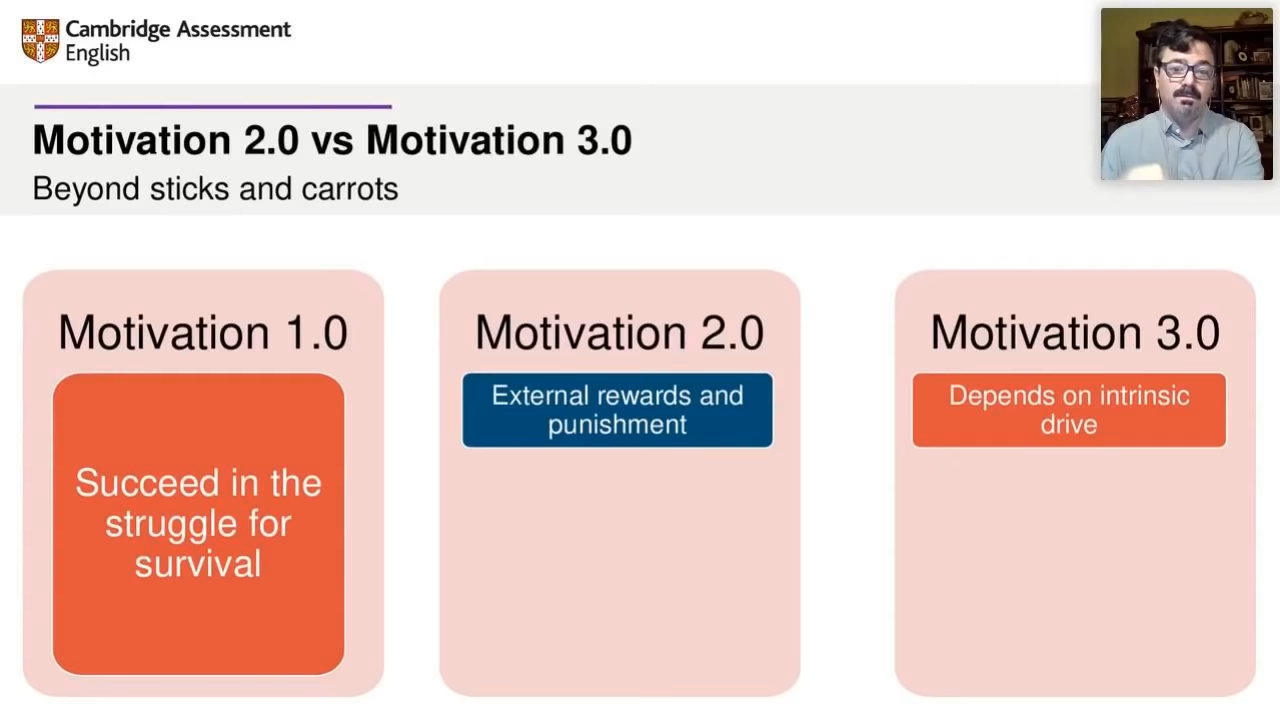 Cambridge Assessment
English
Motivation 2.0 vs Motivation 3.0
Beyond sticks and carrots
Motivation 1.0
Succeed in the
struggle for
survival
Motivation 2.0
External rewards and
punishment
Motivation 3.0
Depends on intrinsic
drive